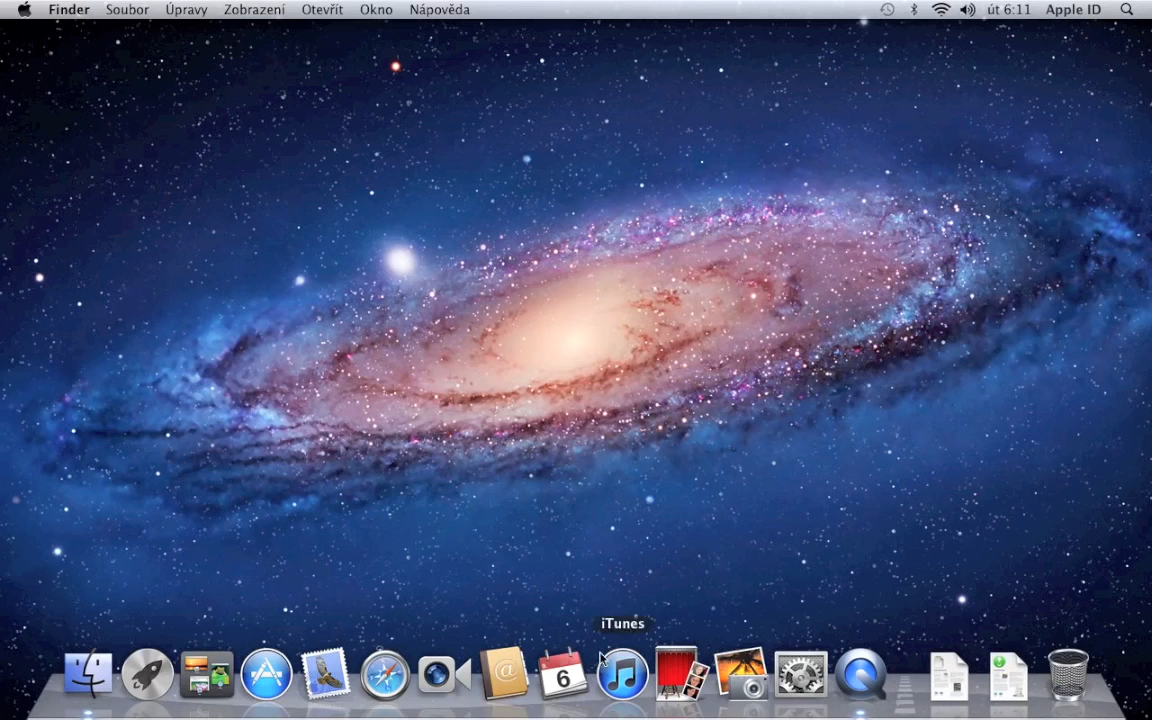 Finder Soubor Úpravy Zobrazení Otevřít Okno Nápověda út 6:11 Apple ID
iTunes
@
6